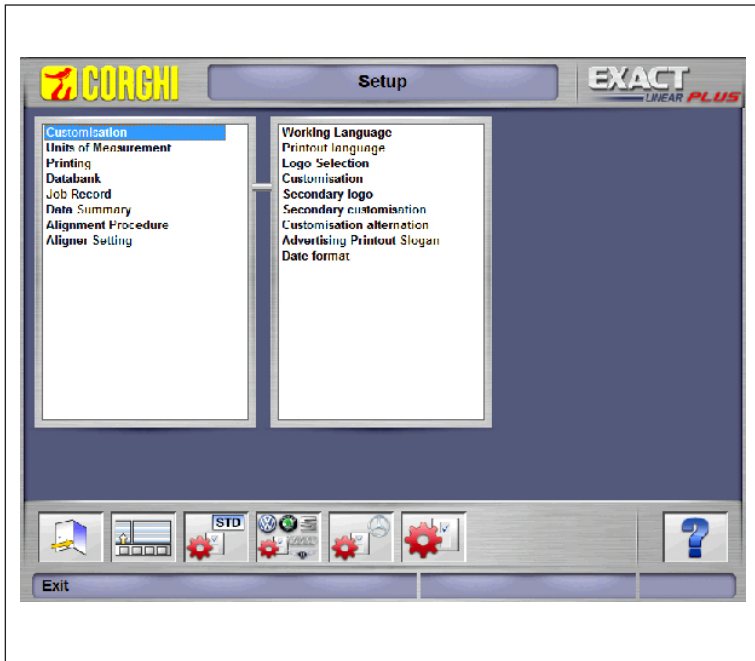 CORGHI
Setup
EXACT
LINEAR PLUS
Customisation
Units of Measurement
Printing
Databank
Job Record
Data Summary
Alignment Procedure
Aligner Setting
Working Language
Printout language
Logo Selection
Customisation
Secondary logo
Secondary customisation
Customisation alternation
Advertising Printout Slogan
Date format
STD
?
Exit